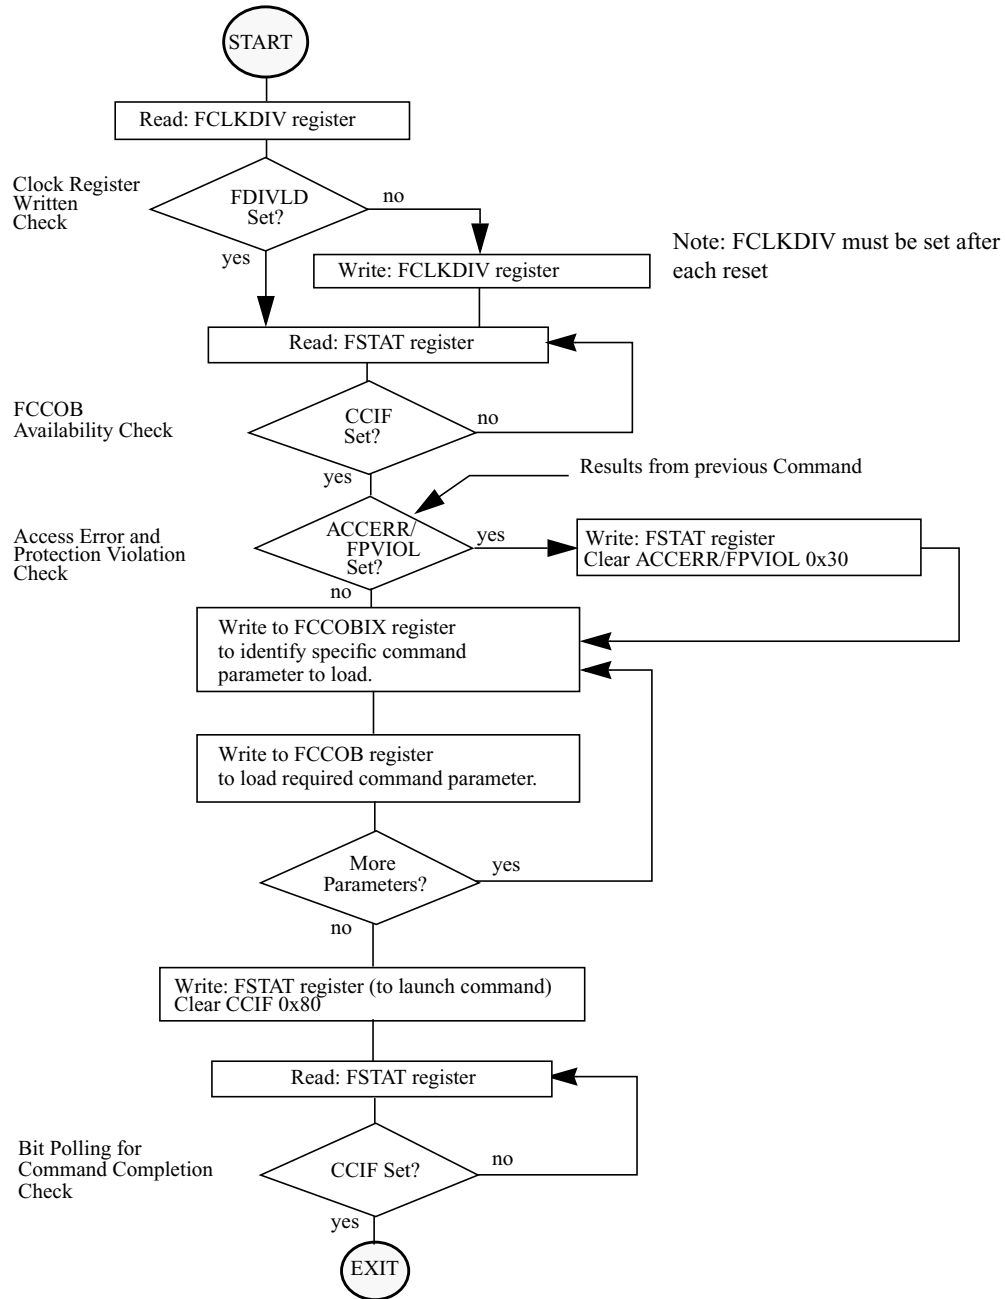 START
Read: FCLKDIV register
Clock Register
Written
Check
FDIVLD
Set?
no
yes
Write: FCLKDIV register
Note: FCLKDIV must be set after
each reset
Read: FSTAT register
FCCOB
Availability Check
CCIF
Set?
no
yes
Results from previous Command
Access Error and
Protection Violation
Check
ACCERR/
FPVIOL
Set?
yes
no
Write: FSTAT register
Clear ACCERR/FPVIOL 0x30
Write to FCCOBIX register
to identify specific command
parameter to load.
Write to FCCOB register
to load required command parameter.
More
Parameters?
yes
no
Write: FSTAT register (to launch command)
Clear CCIF 0x80
Read: FSTAT register
Bit Polling for
Command Completion
Check
CCIF Set?
no
yes
EXIT